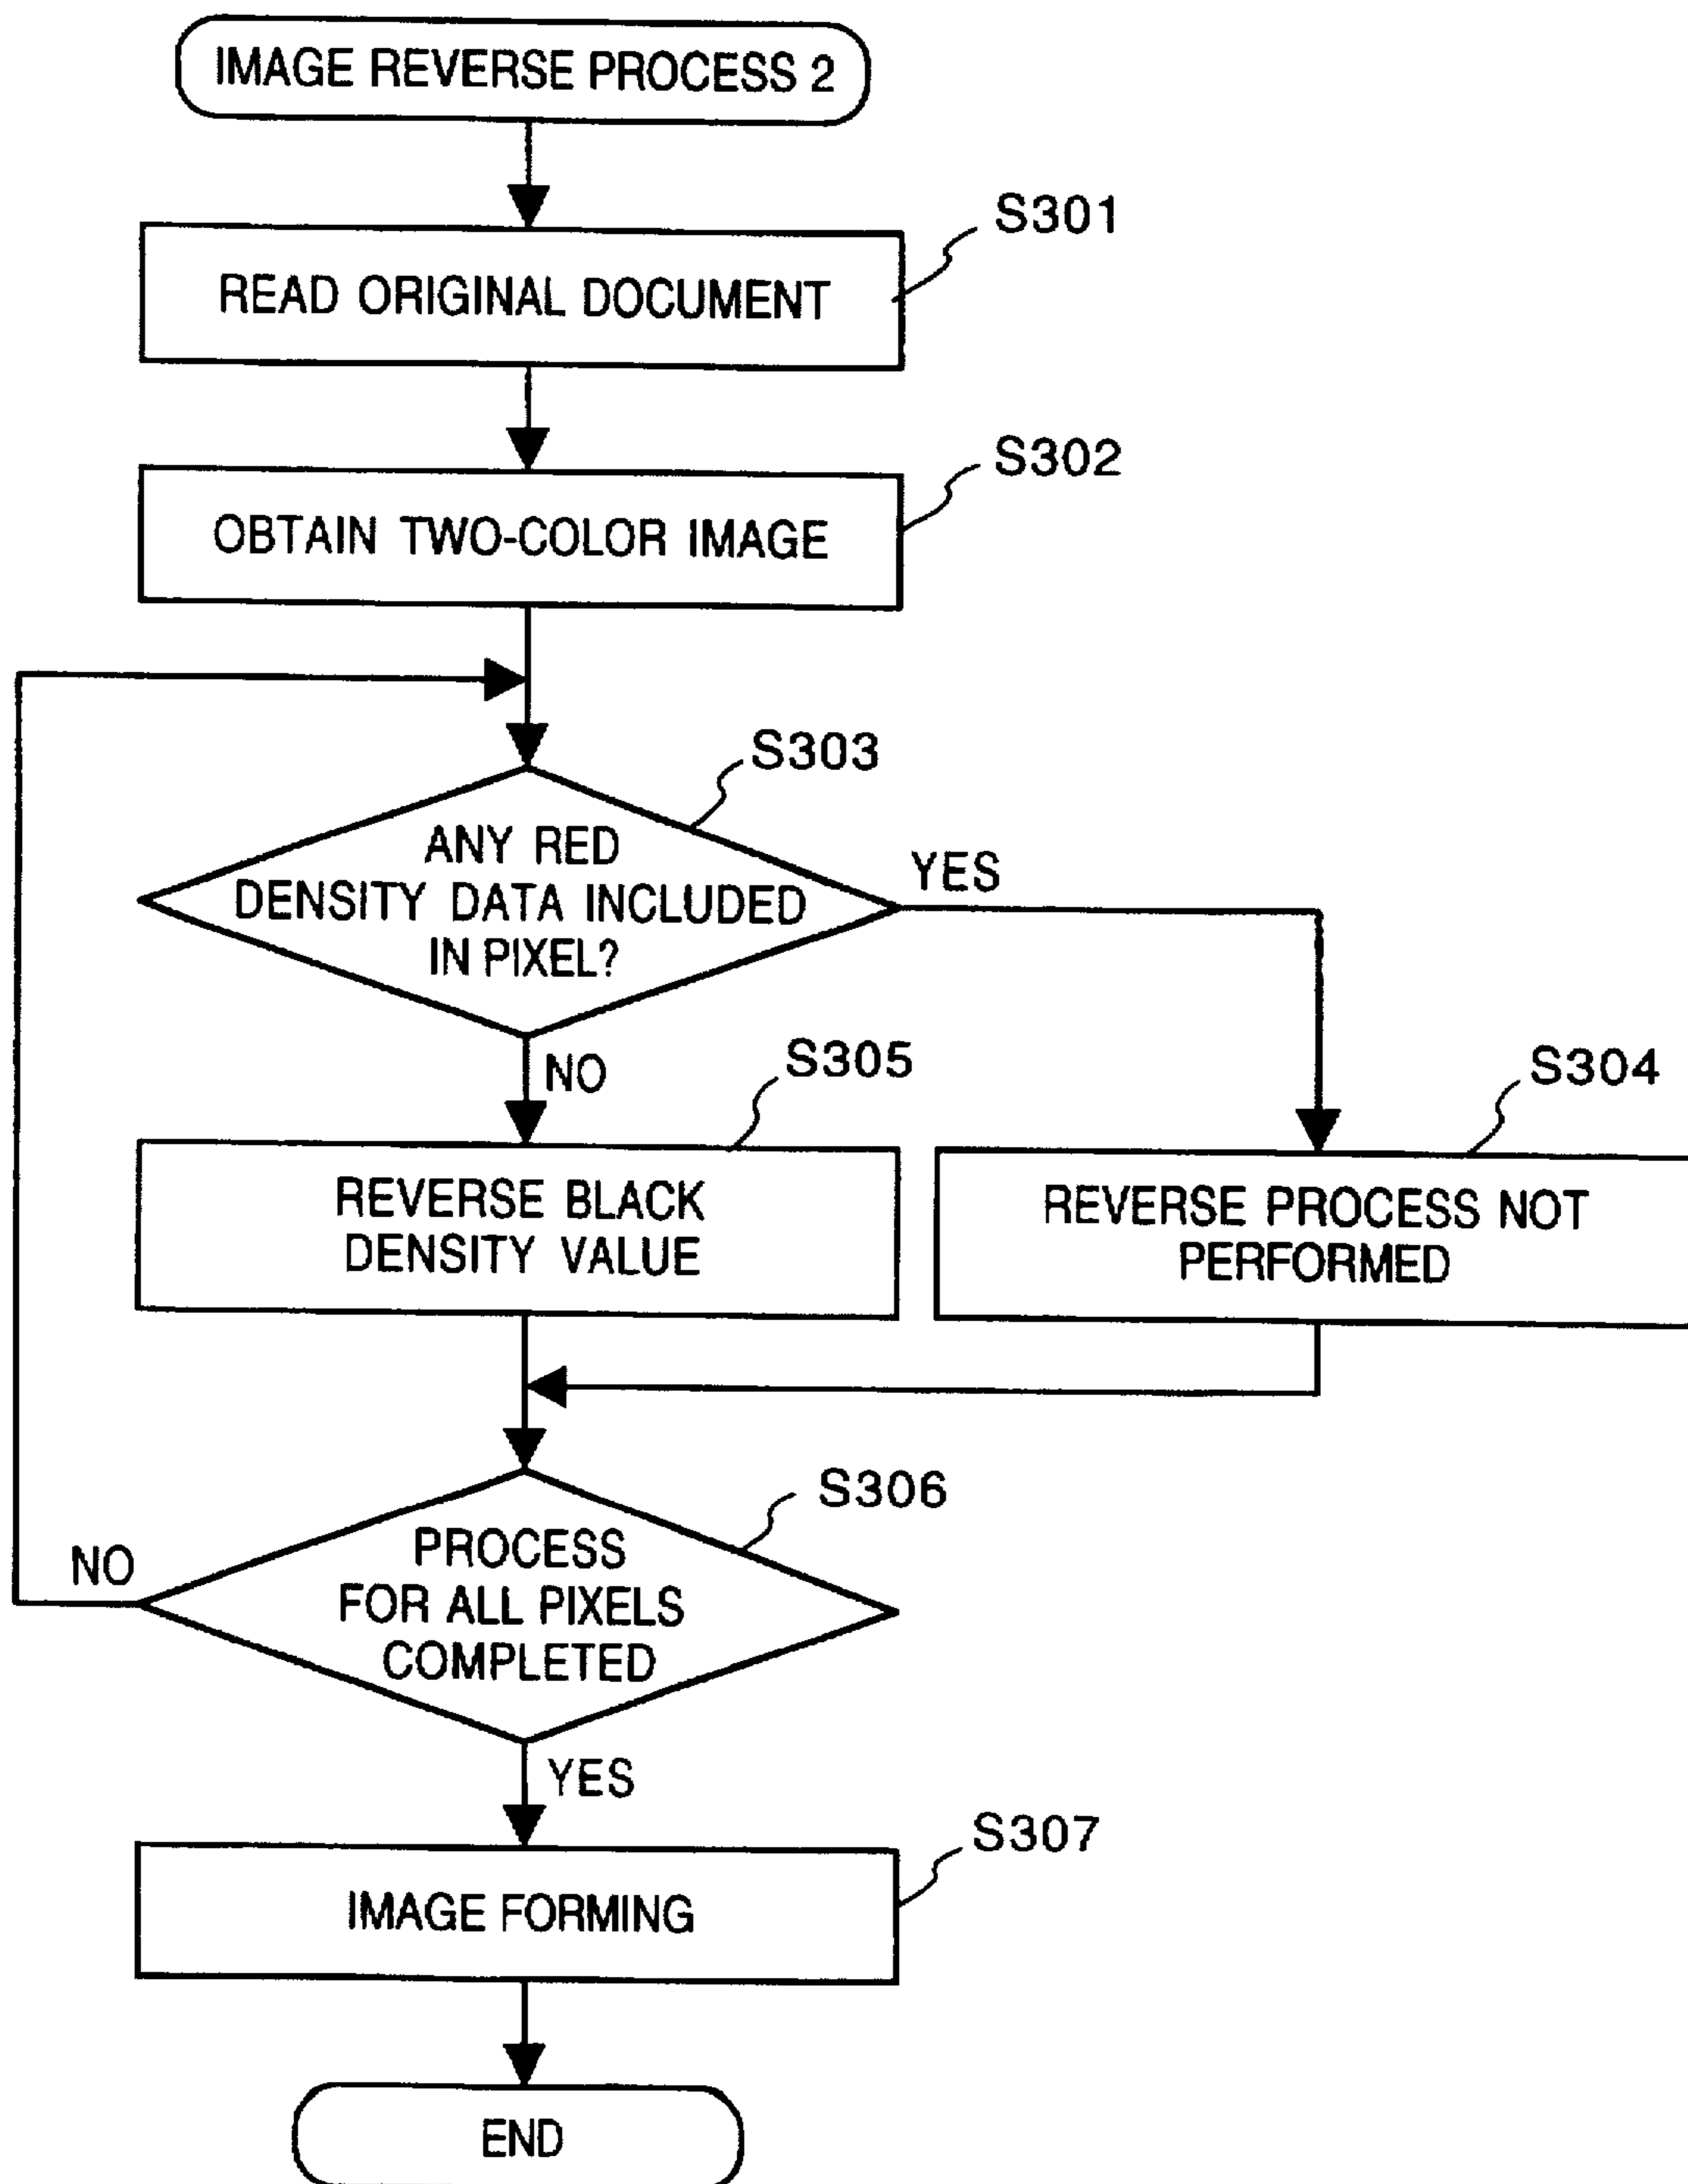 IMAGE REVERSE PROCESS 2
S301
READ ORIGINAL DOCUMENT
S302
OBTAIN TWO-COLOR IMAGE
S303
ANY RED
DENSITY DATA INCLUDED
IN PIXEL?
YES
NO
S305
S304
REVERSE BLACK
DENSITY VALUE
REVERSE PROCESS NOT
PERFORMED
S306
NO
PROCESS
FOR ALL PIXELS
COMPLETED
YES
S307
IMAGE FORMING
END